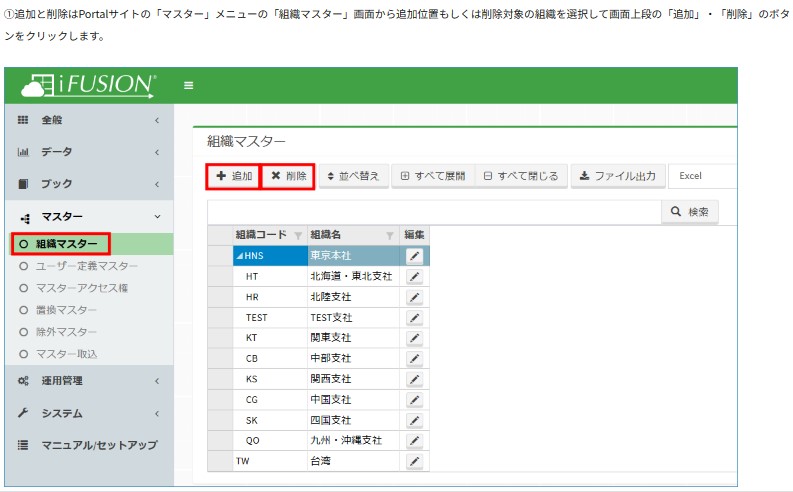 ①追加と削除はPortalサイトの「マスター」メニューの「組織マスター」画面から追加位置もしくは削除対象の組織を選択して画面上段の「追加」・「削除」のボタ
ンをクリックします。
iFUSION
全般
データ
ブック
マスター
組織マスター
ユーザー定義マスター
マスターアクセス権
置換マスター
除外マスター
マスター取込
運用管理
システム
マニュアル/セットアップ
組織マスター
追加 削除 並べ替え すべて展開 すべて閉じる ファイル出力 Excel
検索
組織コード 組織名 編集
HNS 東京本社
HT 北海道・東北支社
HR 北陸支社
TEST TEST支社
KT 関東支社
CB 中部支社
KS 関西支社
CG 中国支社
SK 四国支社
QO 九州・沖縄支社
TW 台湾